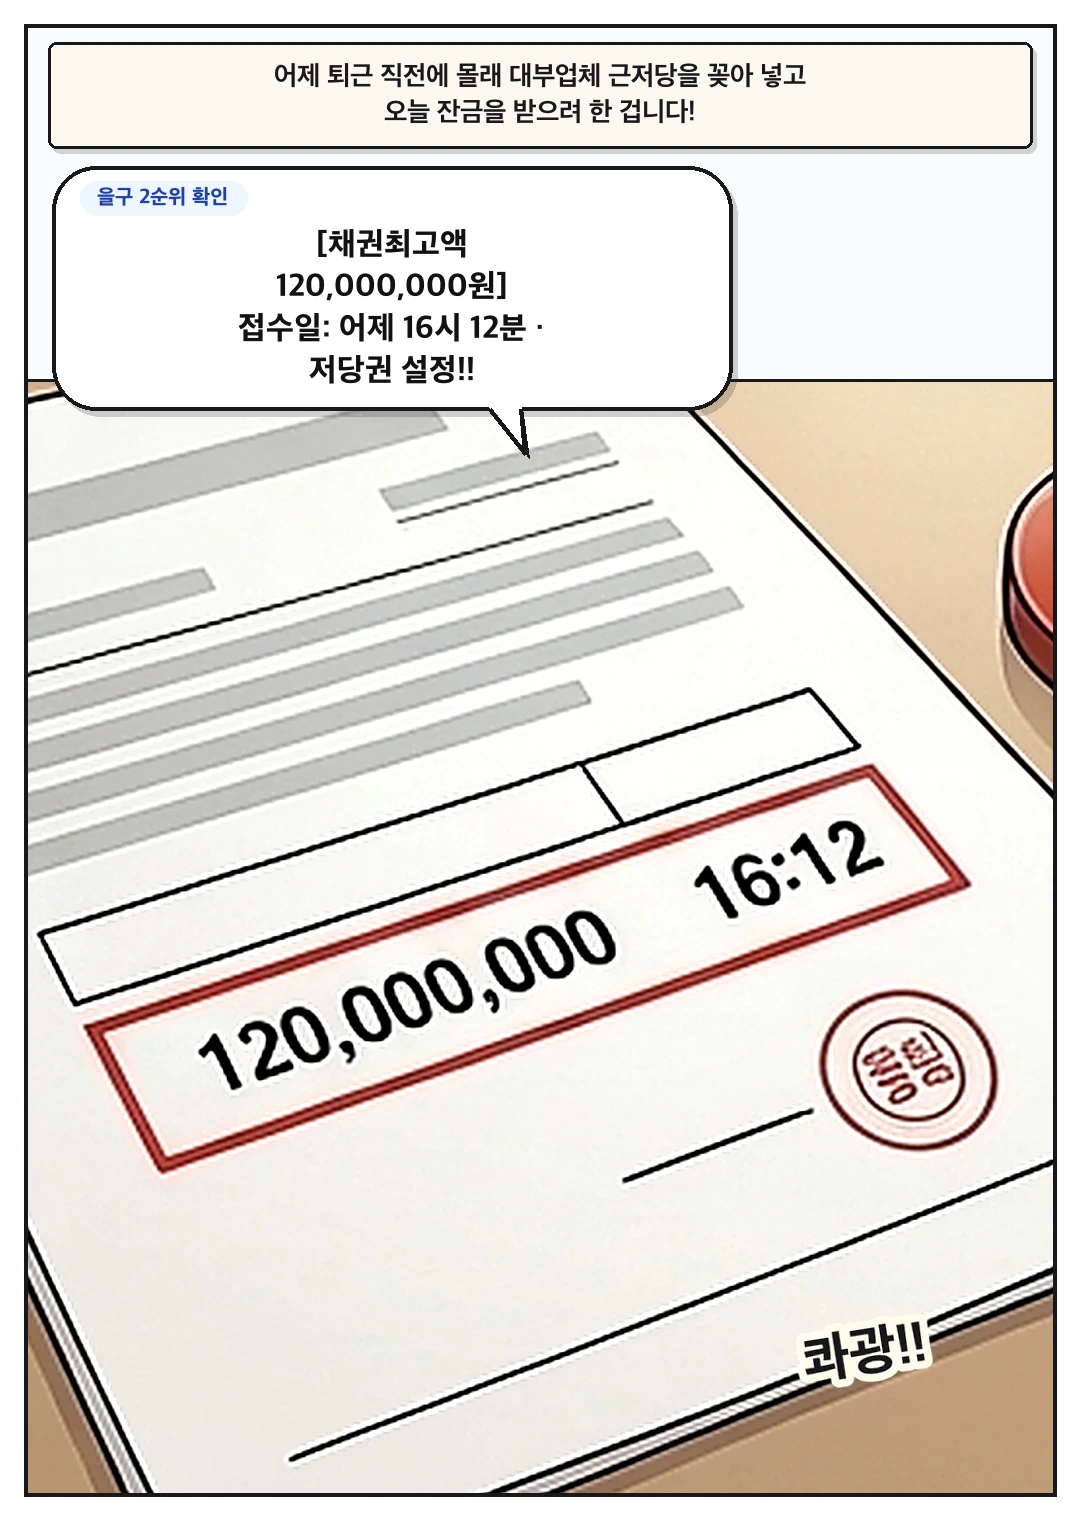 어제 퇴근 직전에 몰래 대부업체 근저당을 꽂아 넣고
오늘 잔금을 받으려 한 겁니다!
을구 2순위 확인
[채권최고액
120,000,000원]
접수일: 어제 16시 12분 ·
저당권 설정!!
120,000,000 16:12
콰광!!